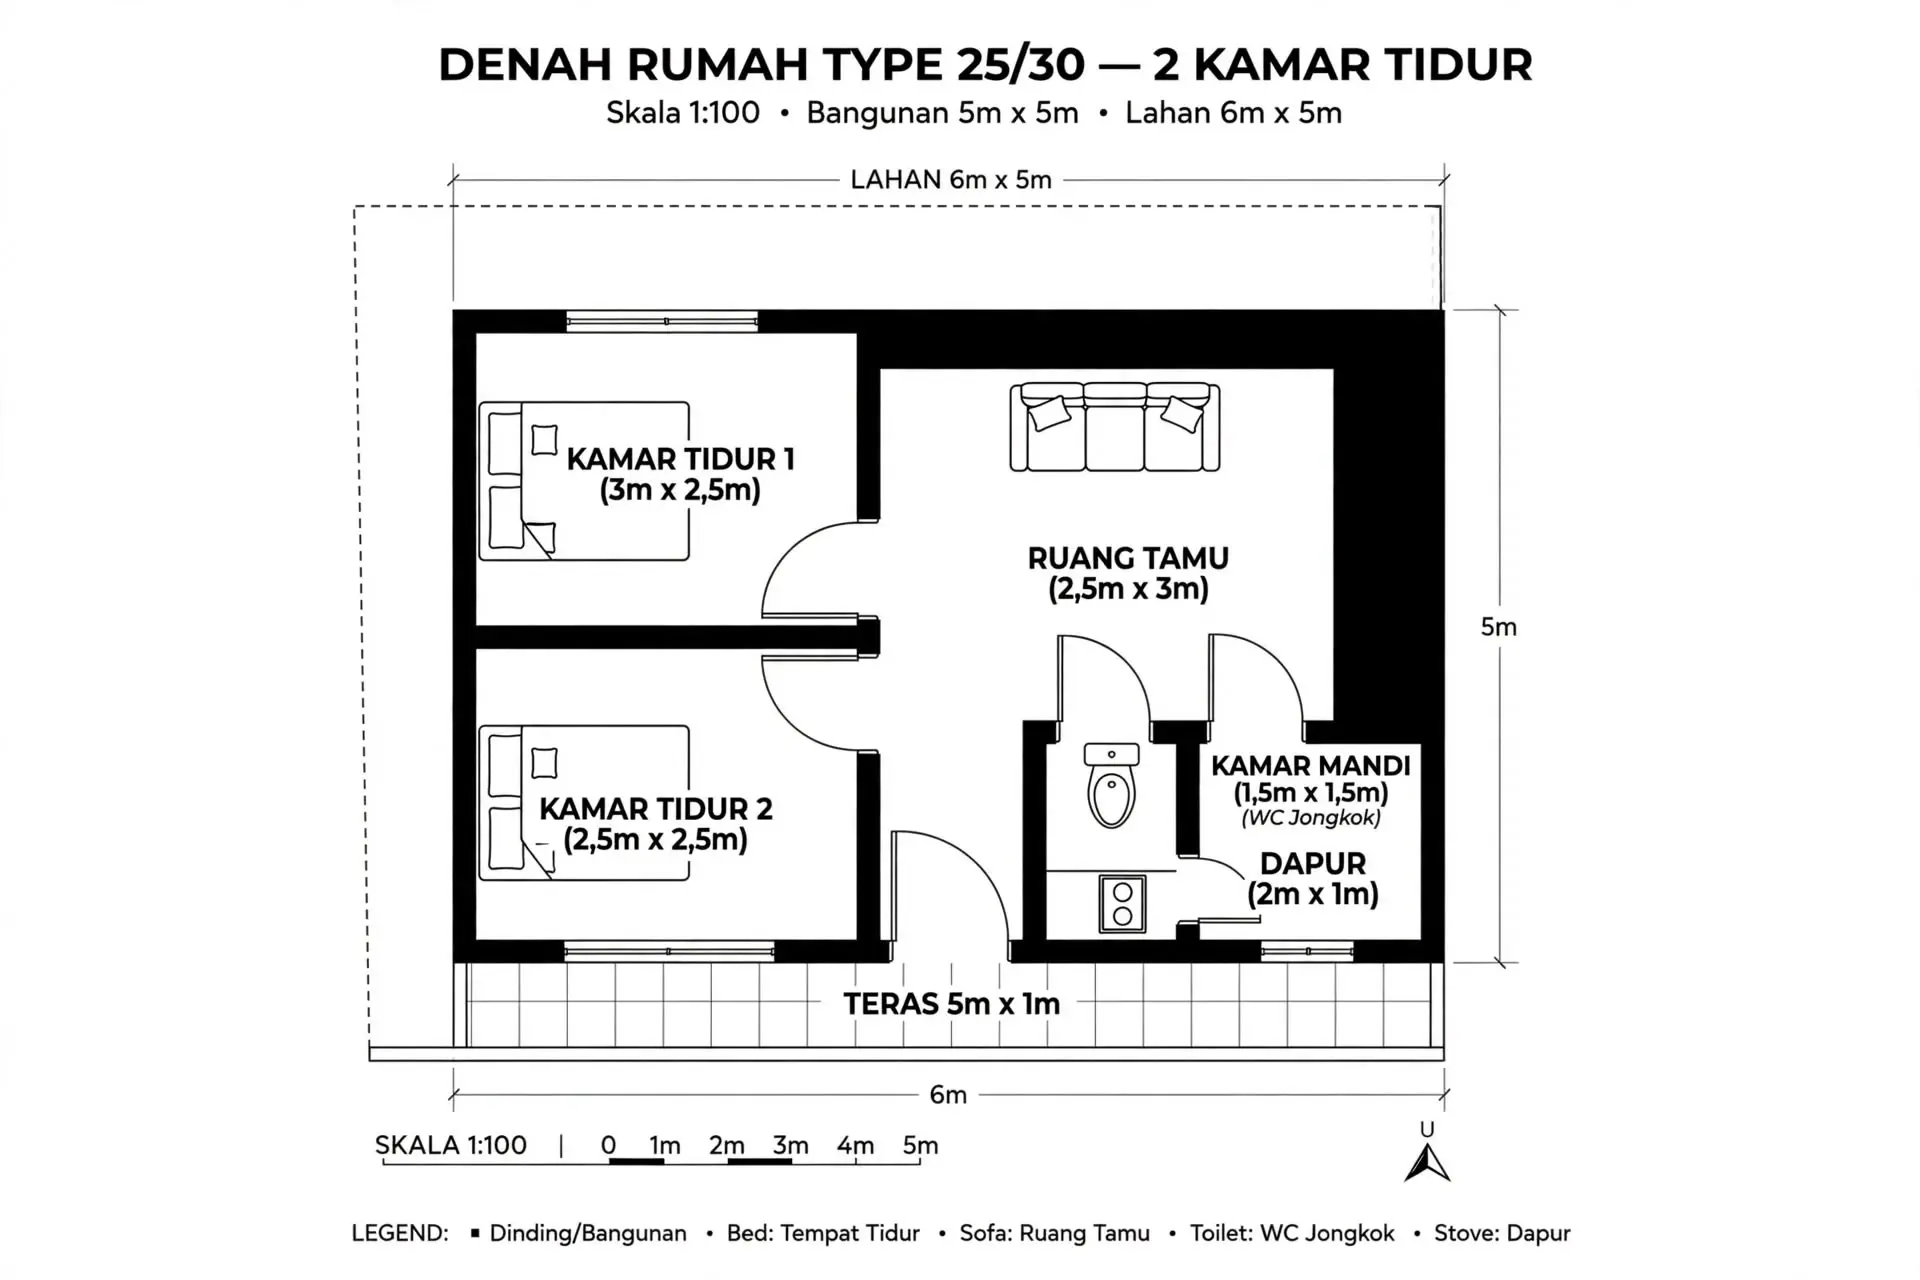 DENAH RUMAH TYPE 25/30 — 2 KAMAR TIDUR
Skala 1:100 • Bangunan 5m x 5m • Lahan 6m x 5m
LAHAN 6m x 5m
KAMAR TIDUR 1
(3m x 2,5m)
RUANG TAMU
(2,5m x 3m)
5m
KAMAR TIDUR 2
(2,5m x 2,5m)
KAMAR MANDI
(1,5m x 1,5m)
(WC Jongkok)
DAPUR
(2m x 1m)
TERAS 5m x 1m
6m
SKALA 1:100 | 0 1m 2m 3m 4m 5m
U
LEGEND: ▪ Dinding/Bangunan • Bed: Tempat Tidur • Sofa: Ruang Tamu • Toilet: WC Jongkok • Stove: Dapur